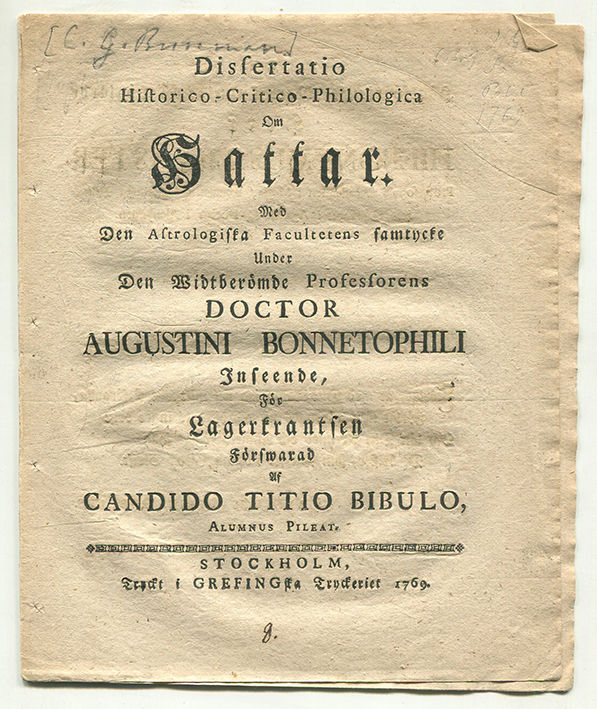 [C. G. Busseman]
Dissertatio
Historico-Critico-Philologica
Om
Hattar.
Med
Den Astrologiska Facultetens samtycke
Under
Den Widtberömde Professorens
DOCTOR
AUGUSTINI BONNETOPHILI
Inseende,
För
Lagerkrantsen
Förswarad
Af
CANDIDO TITIO BIBULO,
ALUMNUS PILEAT.
STOCKHOLM,
Tryckt i GREFINGska Tryckeriet 1769.